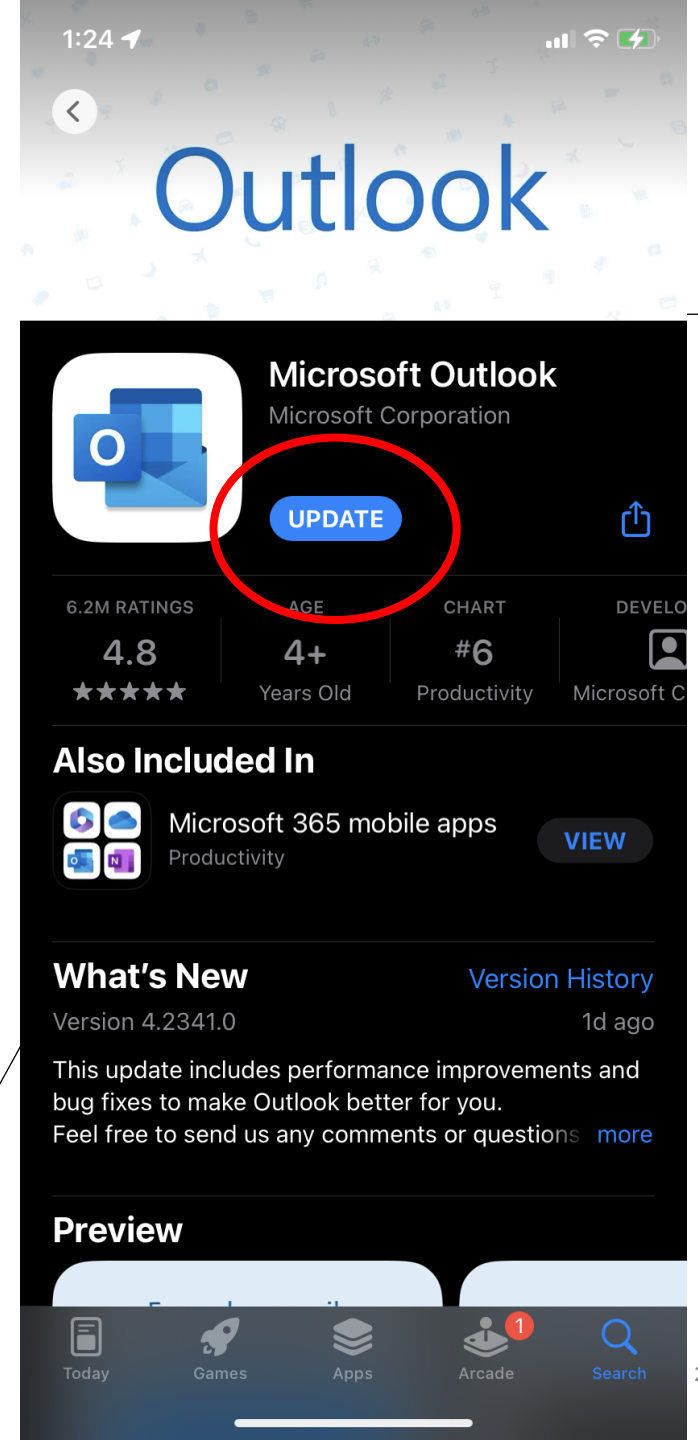 1:24
Outlook
Microsoft Outlook
Microsoft Corporation
O
UPDATE
6.2M RATINGS
AGE
CHART
DEVELO
4.8
4+
#6
Years Old
Productivity
Microsoft C
Also Included In
Microsoft 365 mobile apps
Productivity
VIEW
O
N
What's New
Version History
Version 4.2341.0
1d ago
This update includes performance improvements and
bug fixes to make Outlook better for you.
Feel free to send us any comments or questions more
Preview
1
Today
Games
Apps
Arcade
Search